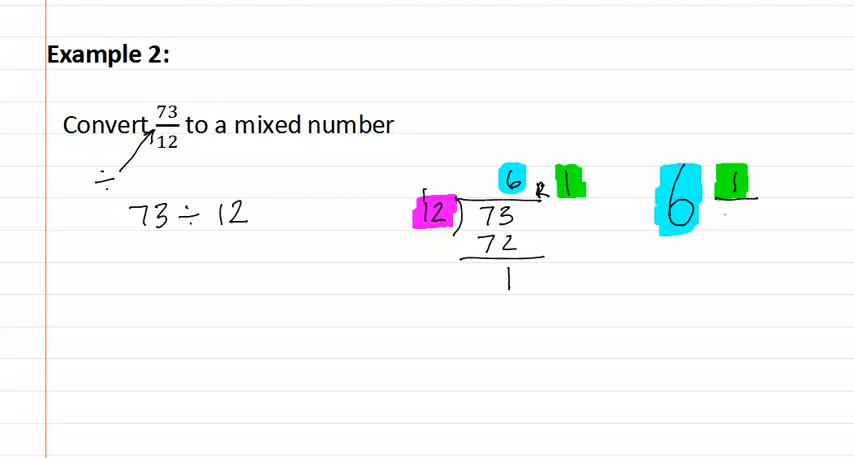 Example 2:
Convert 73/12 to a mixed number
÷
73 ÷ 12
6 R 1
12 ) 73
72
1
6 1